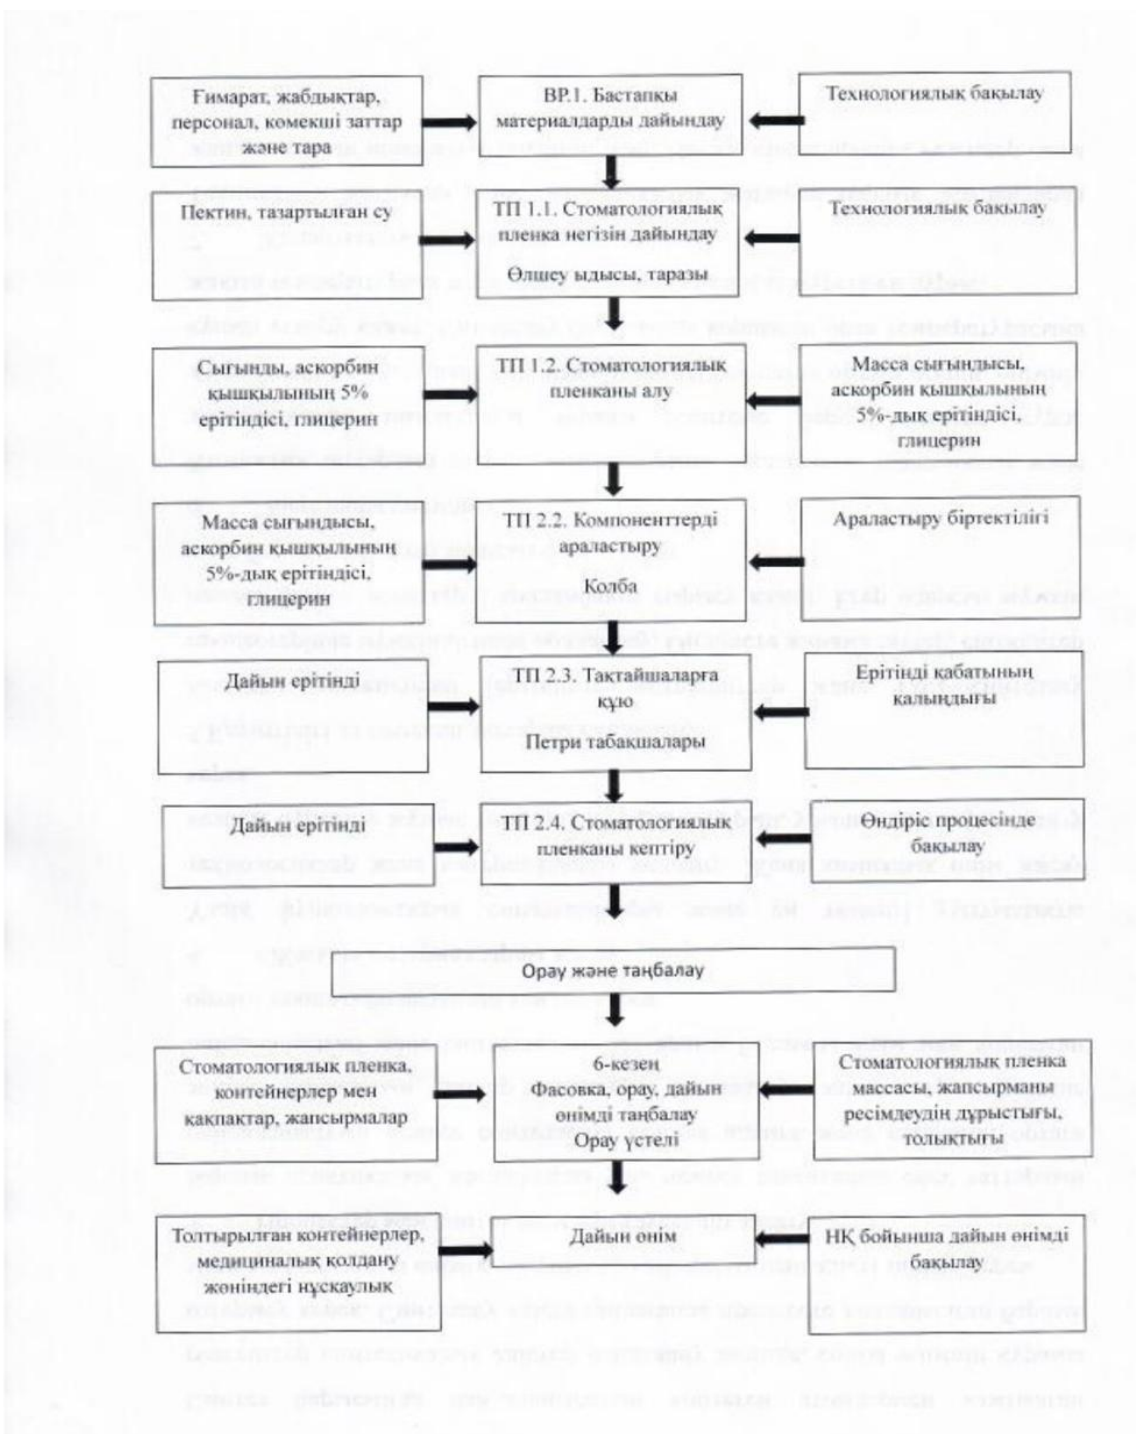 Ғимарат, жабдықтар,
персонал, комекші заттар
және тара
ВР.1. Бастапқы
материалдарды дайындау
Технологиялық бақылау
Пектин, тазартылған су
ТП 1.1. Стоматологиялық
пленка негізін дайындау
Өлшеу ыдысы, таразы
Технологиялық бақылау
Сығынды, аскорбин
қышқылының 5%
ерітіндісі, глицерин
ТП 1.2. Стоматологиялық
пленканы алу
Масса сығындысы,
аскорбин қышқылының
5%-дық ерітіндісі,
глицерин
Масса сығындысы,
аскорбин қышқылының
5%-дық ерітіндісі,
глицерин
ТП 2.2. Компоненттерді
араластыру
Колба
Араластыру біртектілігі
Дайын ерітінді
ТП 2.3. Тақтайшаларға
құю
Петри табақшалары
Ерітінді қабатының
қалыңдығы
Дайын ерітінді
ТП 2.4. Стоматологиялық
пленканы кептіру
Өндіріс процесінде
бақылау
Орау және таңбалау
Стоматологиялық пленка,
контейнерлер мен
қақпақтар, жапсырмалар
6-кезең
Фасовка, орау, дайын
өнімді таңбалау
Орау үстелі
Стоматологиялық пленка
массасы, жапсырманы
ресімдеудің дұрыстығы,
толықтығы
Толтырылған контейнерлер,
медициналық қолдану
жөніндегі нұсқаулық
Дайын өнім
НҚ бойынша дайын өнімді
бақылау